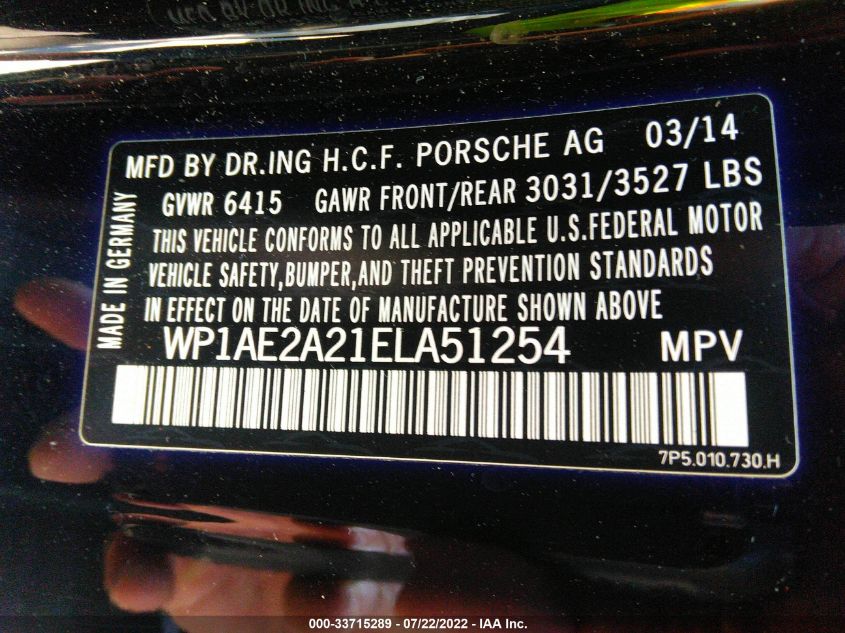 MFD BY DR.ING H.C.F. PORSCHE AG 03/14
GVWR 6415 GAWR FRONT/REAR 3031/3527 LBS
THIS VEHICLE CONFORMS TO ALL APPLICABLE U.S.FEDERAL MOTOR
VEHICLE SAFETY,BUMPER,AND THEFT PREVENTION STANDARDS
IN EFFECT ON THE DATE OF MANUFACTURE SHOWN ABOVE
MADE IN GERMANY
WP1AE2A21ELA51254 MPV
7P5.010.730.H
000-33715289 - 07/22/2022 - IAA Inc.